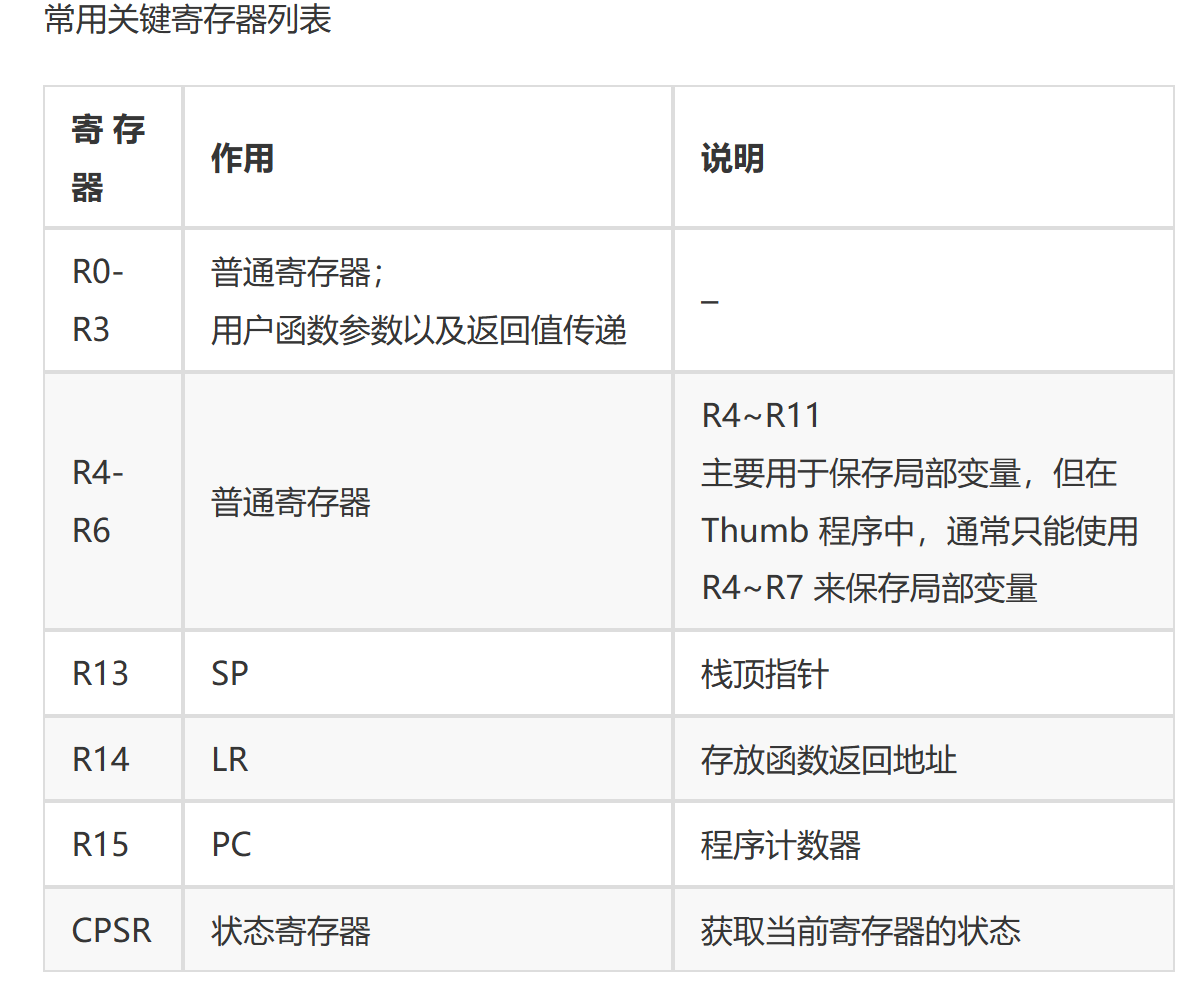 常用关键寄存器列表
寄 存
器
作用
说明
R0-
R3
普通寄存器；
用户函数参数以及返回值传递
–
R4-
R6
普通寄存器
R4~R11
主要用于保存局部变量，但在
Thumb 程序中，通常只能使用
R4~R7 来保存局部变量
R13
SP
栈顶指针
R14
LR
存放函数返回地址
R15
PC
程序计数器
CPSR
状态寄存器
获取当前寄存器的状态